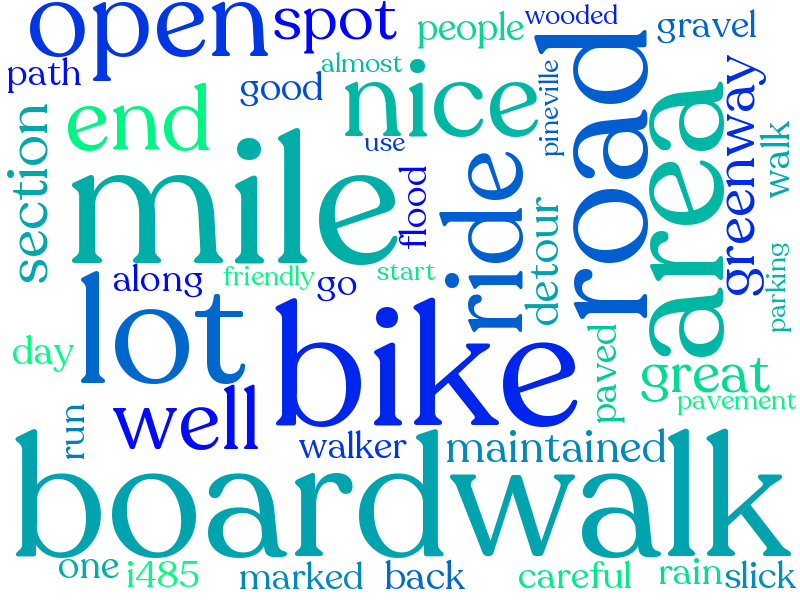 open
spot
people
wooded
gravel
path
almost
good
nice
road
pineville
end
use
section
mile
flood
ride
detour
area
greenway
walk
along
friendly
go
start
parking
lot
bike
day
paved
great
pavement
well
run
walker
maintained
boardwalk
one
i485
marked
back
careful
rain
slick